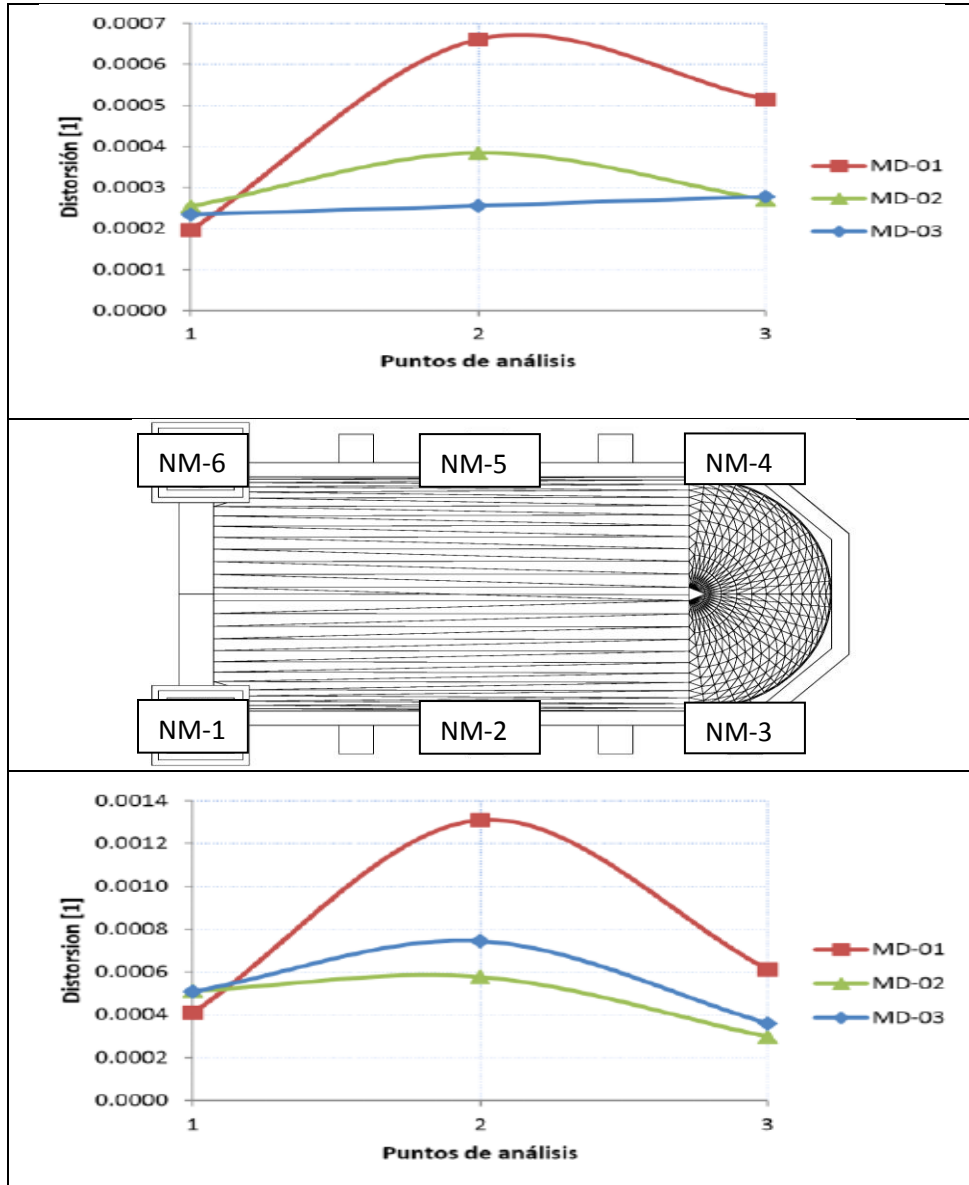 0.0007
0.0006
0.0005
0.0004
0.0003
0.0002
0.0001
0.0000
Distorsión [1]
1 2 3
Puntos de análisis
MD-01
MD-02
MD-03
NM-6 NM-5 NM-4
NM-1 NM-2 NM-3
0.0014
0.0012
0.0010
0.0008
0.0006
0.0004
0.0002
0.0000
Distorsion [1]
1 2 3
Puntos de análisis
MD-01
MD-02
MD-03